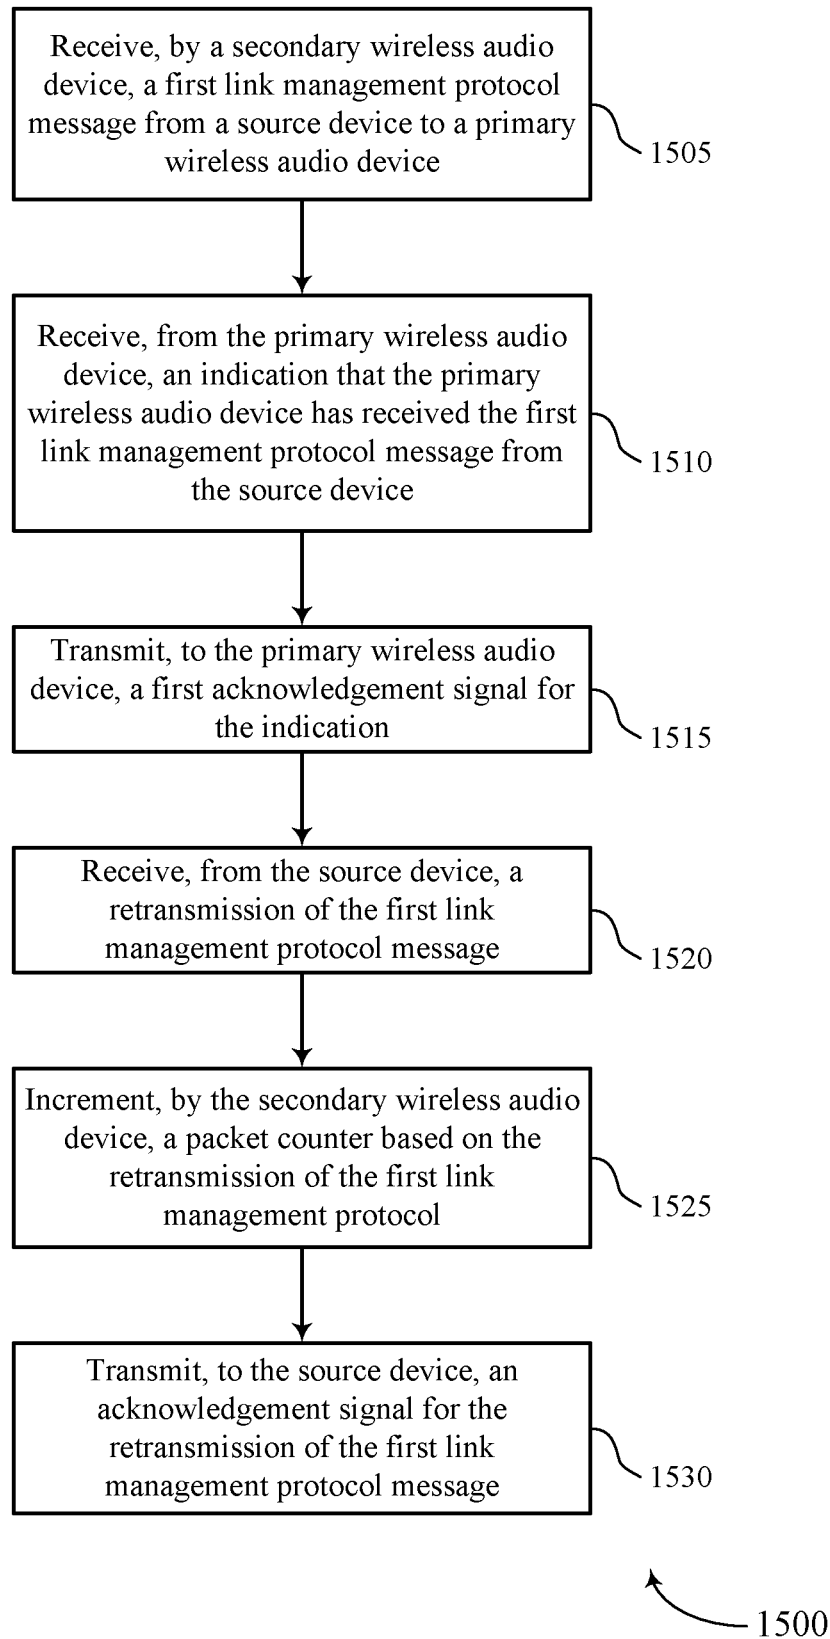 Receive, by a secondary wireless audio
device, a first link management protocol
message from a source device to a primary
wireless audio device
1505
Receive, from the primary wireless audio
device, an indication that the primary
wireless audio device has received the first
link management protocol message from
the source device
1510
Transmit, to the primary wireless audio
device, a first acknowledgement signal for
the indication
1515
Receive, from the source device, a
retransmission of the first link
management protocol message
1520
Increment, by the secondary wireless audio
device, a packet counter based on the
retransmission of the first link
management protocol
1525
Transmit, to the source device, an
acknowledgement signal for the
retransmission of the first link
management protocol message
1530
1500